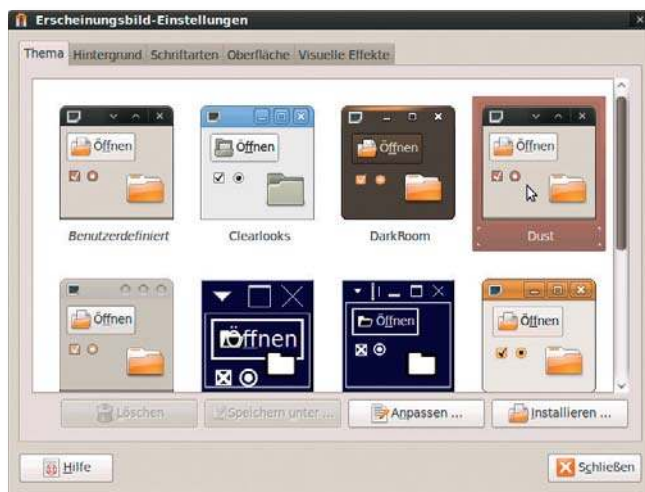 Erscheinungsbild-Einstellungen
Thema Hintergrund Schriftarten Oberfläche Visuelle Effekte
Öffnen Öffnen Öffnen Öffnen
Benutzerdefiniert Clearlooks DarkRoom Dust
Öffnen Öffnen Öffnen Öffnen
Löschen Speichern unter ... Anpassen ... Installieren ...
Hilfe Schließen